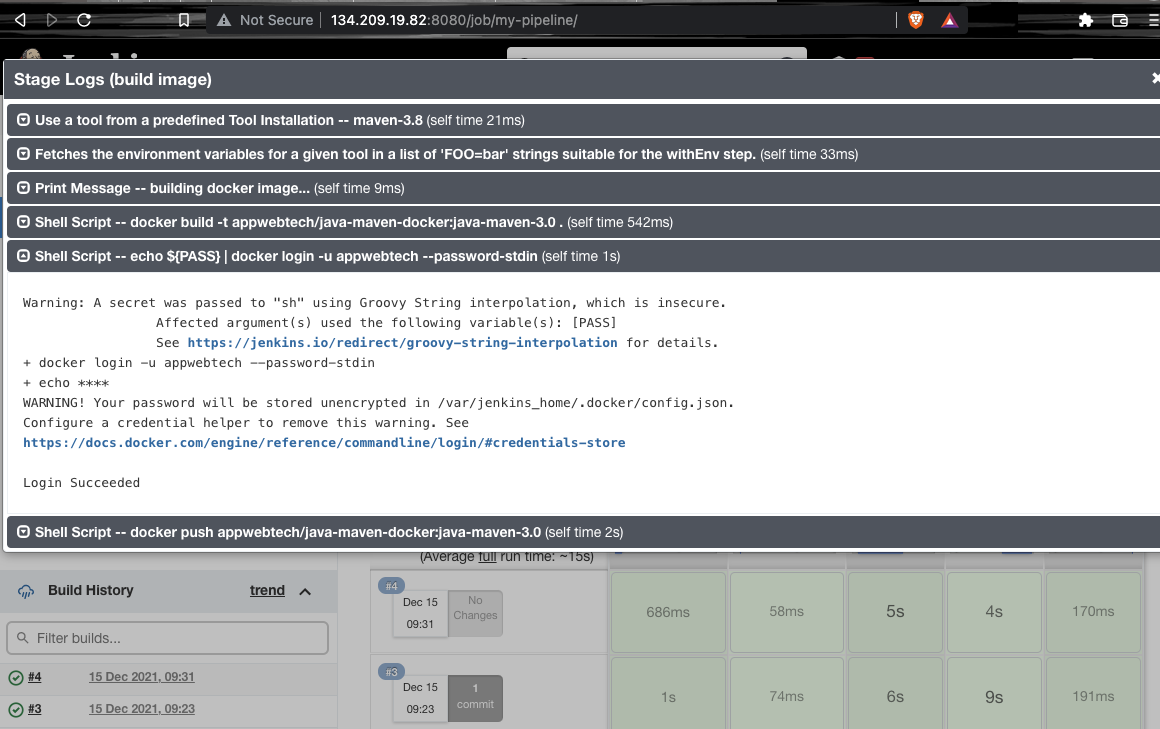 Not Secure 134.209.19.82:8080/job/my-pipeline/
Stage Logs (build image)
Use a tool from a predefined Tool Installation -- maven-3.8 (self time 21ms)
Fetches the environment variables for a given tool in a list of 'FOO=bar' strings suitable for the withEnv step. (self time 33ms)
Print Message -- building docker image... (self time 9ms)
Shell Script -- docker build -t appwebtech/java-maven-docker:java-maven-3.0 . (self time 542ms)
Shell Script -- echo ${PASS} | docker login -u appwebtech --password-stdin (self time 1s)
Warning: A secret was passed to "sh" using Groovy String interpolation, which is insecure.
Affected argument(s) used the following variable(s): [PASS]
See https://jenkins.io/redirect/groovy-string-interpolation for details.
+ docker login -u appwebtech --password-stdin
+ echo ****
WARNING! Your password will be stored unencrypted in /var/jenkins_home/.docker/config.json.
Configure a credential helper to remove this warning. See
https://docs.docker.com/engine/reference/commandline/login/#credentials-store
Login Succeeded
Shell Script -- docker push appwebtech/java-maven-docker:java-maven-3.0 (self time 2s)
(Average full run time: ~15s)
Build History trend
Filter builds...
#4 15 Dec 2021, 09:31
#3 15 Dec 2021, 09:23
#4
Dec 15
09:31
No
Changes
686ms 58ms 5s 4s 170ms
#3
Dec 15
09:23
1
commit
1s 74ms 6s 9s 191ms